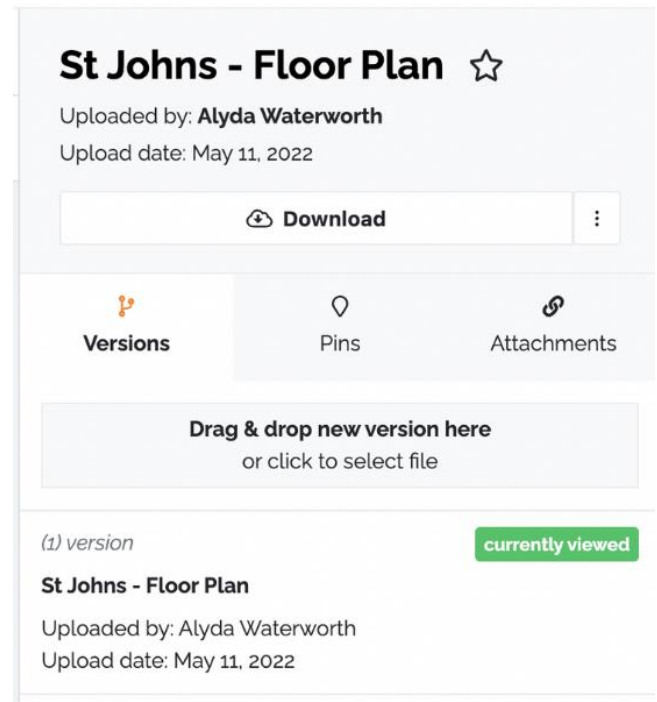 St Johns - Floor Plan
Uploaded by: Alyda Waterworth
Upload date: May 11, 2022
Download
Versions
Pins
Attachments
Drag & drop new version here
or click to select file
(1) version
currently viewed
St Johns - Floor Plan
Uploaded by: Alyda Waterworth
Upload date: May 11, 2022